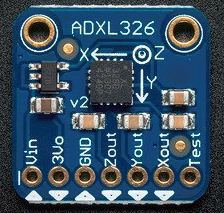 ADXL326
X Z
Y
v2
Vin 3Vo GND Zout Yout Xout Test